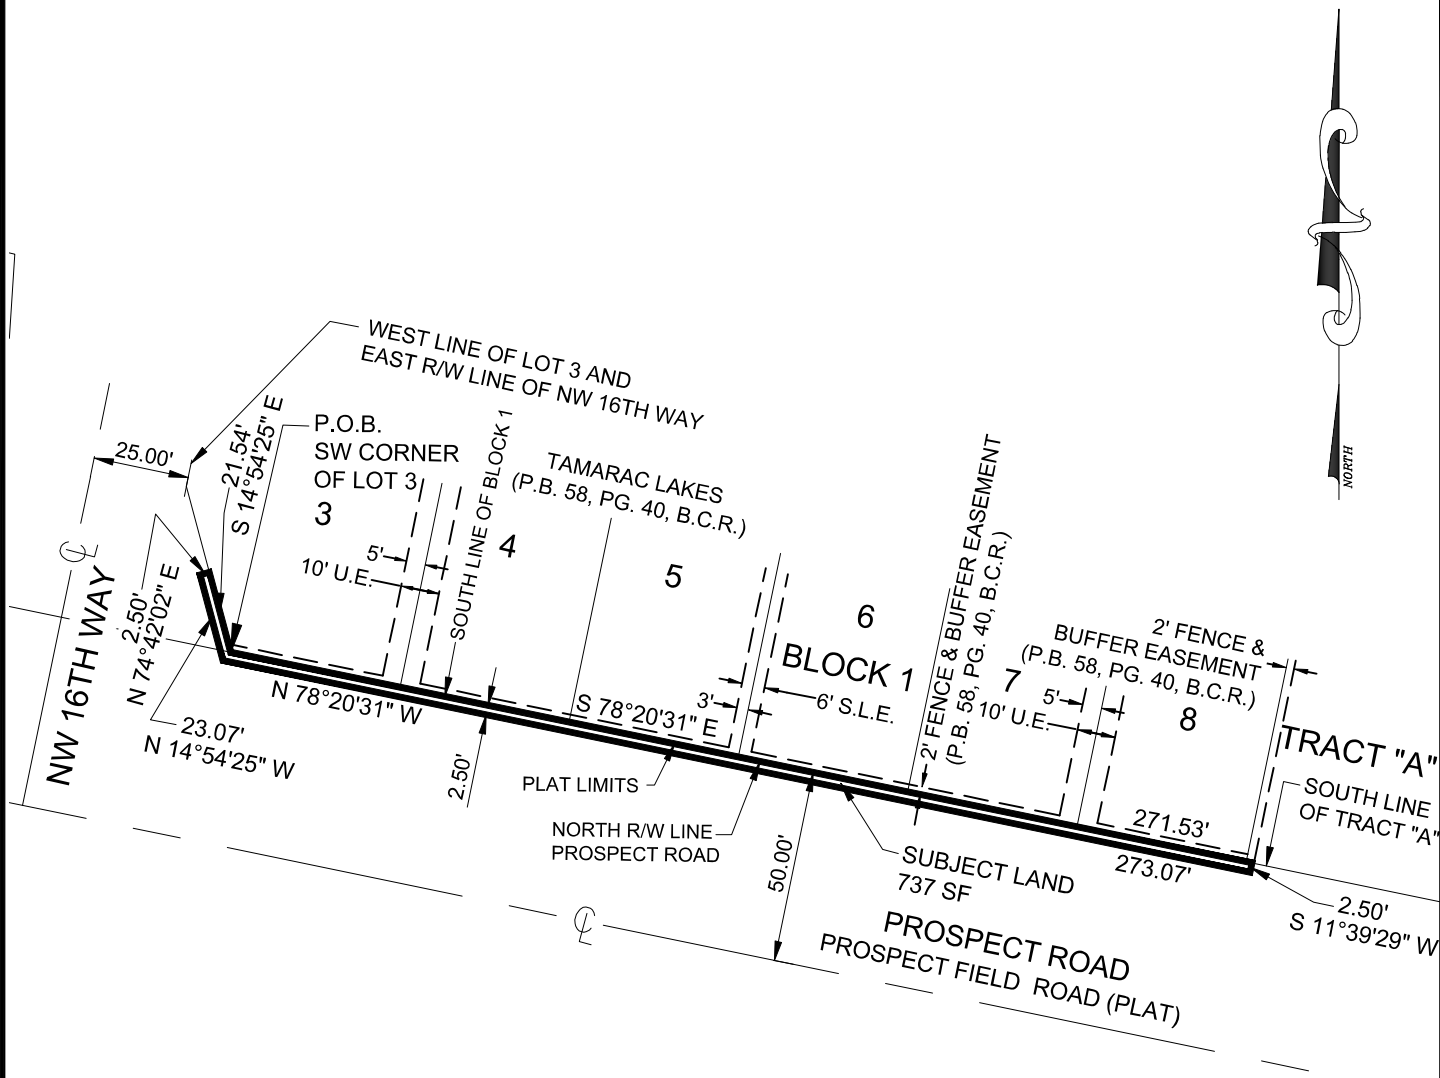 NORTH
WEST LINE OF LOT 3 AND
EAST R/W LINE OF NW 16TH WAY
P.O.B.
SW CORNER
OF LOT 3
25.00'
21.54'
S 14°54'25" E
SOUTH LINE OF BLOCK 1
TAMARAC LAKES
(P.B. 58, PG. 40, B.C.R.)
2' FENCE & BUFFER EASEMENT
(P.B. 58, PG. 40, B.C.R.)
3
4
5
6
BLOCK 1
7
8
5'
10' U.E.
2.50'
N 74°42'02" E
NW 16TH WAY
23.07'
N 14°54'25" W
N 78°20'31" W
S 78°20'31" E
3'
6' S.L.E.
2' FENCE &
BUFFER EASEMENT
(P.B. 58, PG. 40, B.C.R.)
5'
10' U.E.
TRACT "A"
SOUTH LINE
OF TRACT "A"
2.50'
PLAT LIMITS
NORTH R/W LINE
PROSPECT ROAD
50.00'
SUBJECT LAND
737 SF
271.53'
273.07'
2.50'
S 11°39'29" W
PROSPECT ROAD
PROSPECT FIELD ROAD (PLAT)